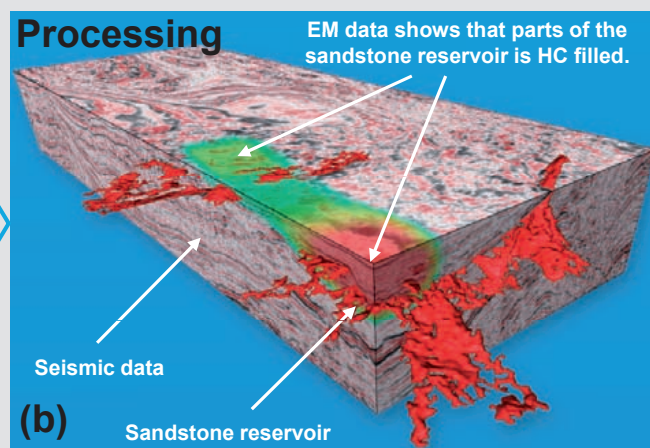 Processing
EM data shows that parts of the
sandstone reservoir is HC filled.
Seismic data
(b)
Sandstone reservoir